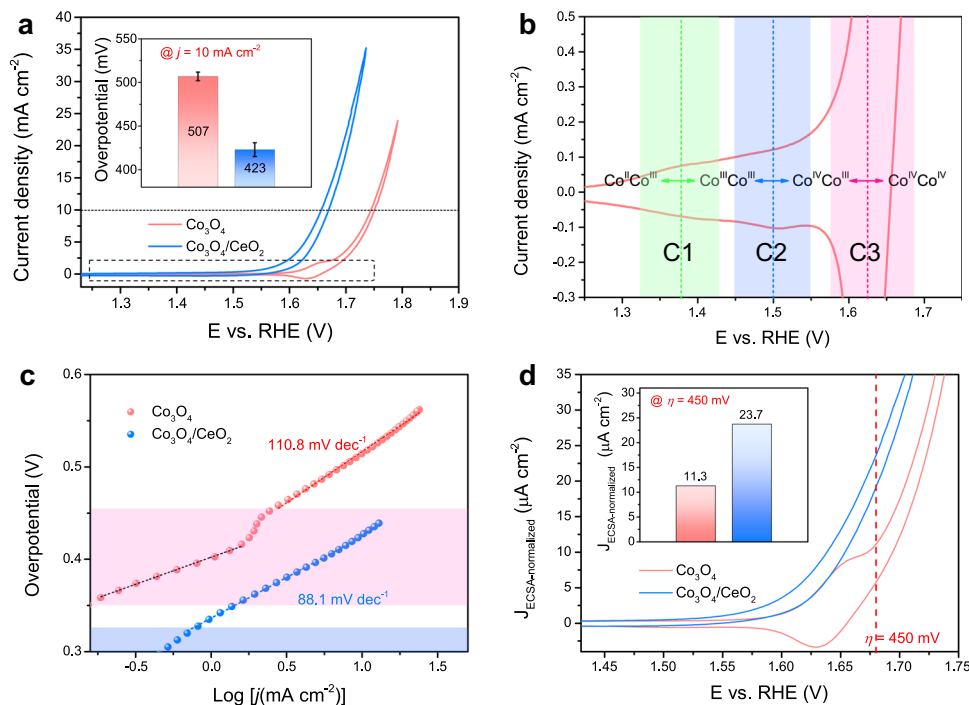 a
Current density (mA cm⁻²)
40
35
30
25
20
15
10
5
0
1.3
1.4
1.5
1.6
1.7
1.8
1.9
E vs. RHE (V)
Overpotential (mV)
550
500
450
400
@ j = 10 mA cm⁻²
507
423
Co₃O₄
Co₃O₄/CeO₂
b
Current density (mA cm⁻²)
0.5
0.4
0.3
0.2
0.1
0.0
-0.1
-0.2
-0.3
CoᴵᴵCoᴵᴵᴵ
CoᴵᴵᴵCoᴵᴵᴵ
CoᴵⱽCoᴵᴵᴵ
CoᴵⱽCoᴵⱽ
C1
C2
C3
1.3
1.4
1.5
1.6
1.7
E vs. RHE (V)
c
Overpotential (V)
0.6
0.5
0.4
0.3
Co₃O₄
Co₃O₄/CeO₂
110.8 mV dec⁻¹
88.1 mV dec⁻¹
-0.5
0.0
0.5
1.0
1.5
Log [j(mA cm⁻²)]
d
J_ECSA-normalized (μA cm⁻²)
35
30
25
20
15
10
5
0
J_ECSA-normalized (μA cm⁻²)
35
30
25
20
15
10
5
0
@ η = 450 mV
11.3
23.7
Co₃O₄
Co₃O₄/CeO₂
η = 450 mV
1.45
1.50
1.55
1.60
1.65
1.70
1.75
E vs. RHE (V)